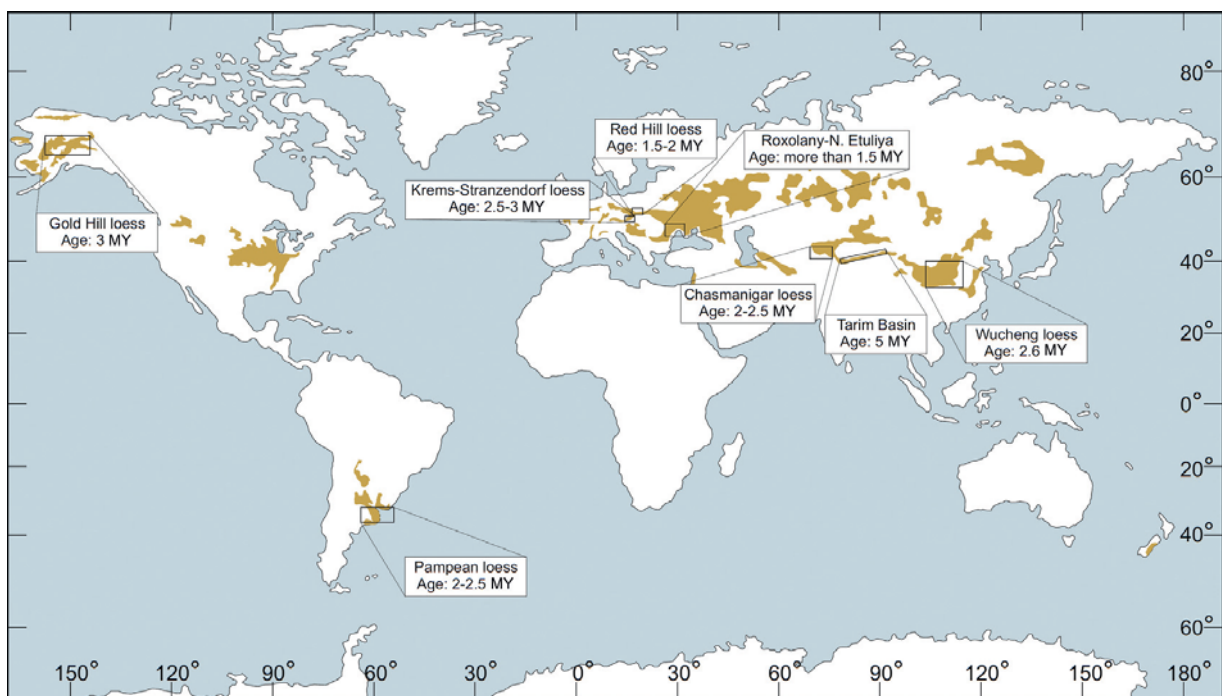 80°
Red Hill loess
Age: 1.5-2 MY
Roxolany-N. Etuliya
Age: more than 1.5 MY
60°
Krems-Stranzendorf loess
Age: 2.5-3 MY
Gold Hill loess
Age: 3 MY
40°
Chasmanigar loess
Age: 2-2.5 MY
Tarim Basin
Age: 5 MY
Wucheng loess
Age: 2.6 MY
20°
0°
20°
40°
Pampean loess
Age: 2-2.5 MY
60°
150° 120° 90° 60° 30° 0° 30° 60° 90° 120° 150° 180°